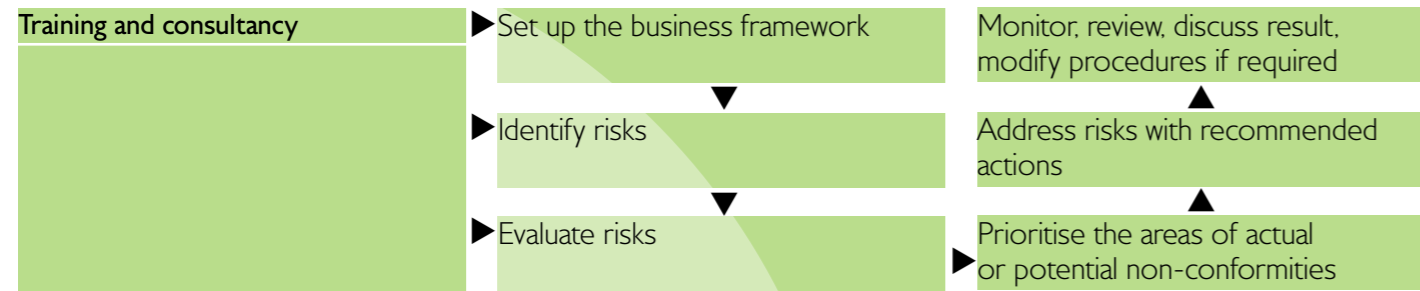 Training and consultancy
Set up the business framework
Identify risks
Evaluate risks
Monitor, review, discuss result,
modify procedures if required
Address risks with recommended
actions
Prioritise the areas of actual
or potential non-conformities